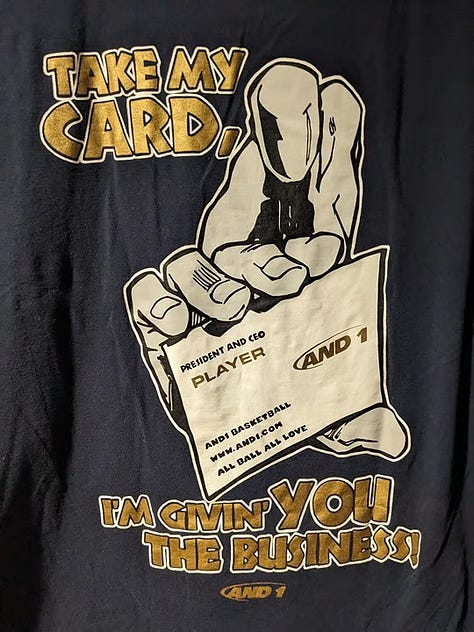 TAKE MY
CARD,
PRESIDENT AND CEO
PLAYER
AND 1
AND1 BASKETBALL
WWW.AND1.COM
ALL BALL ALL LOVE
I'M GIVIN' YOU
THE BUSINESS!
AND 1